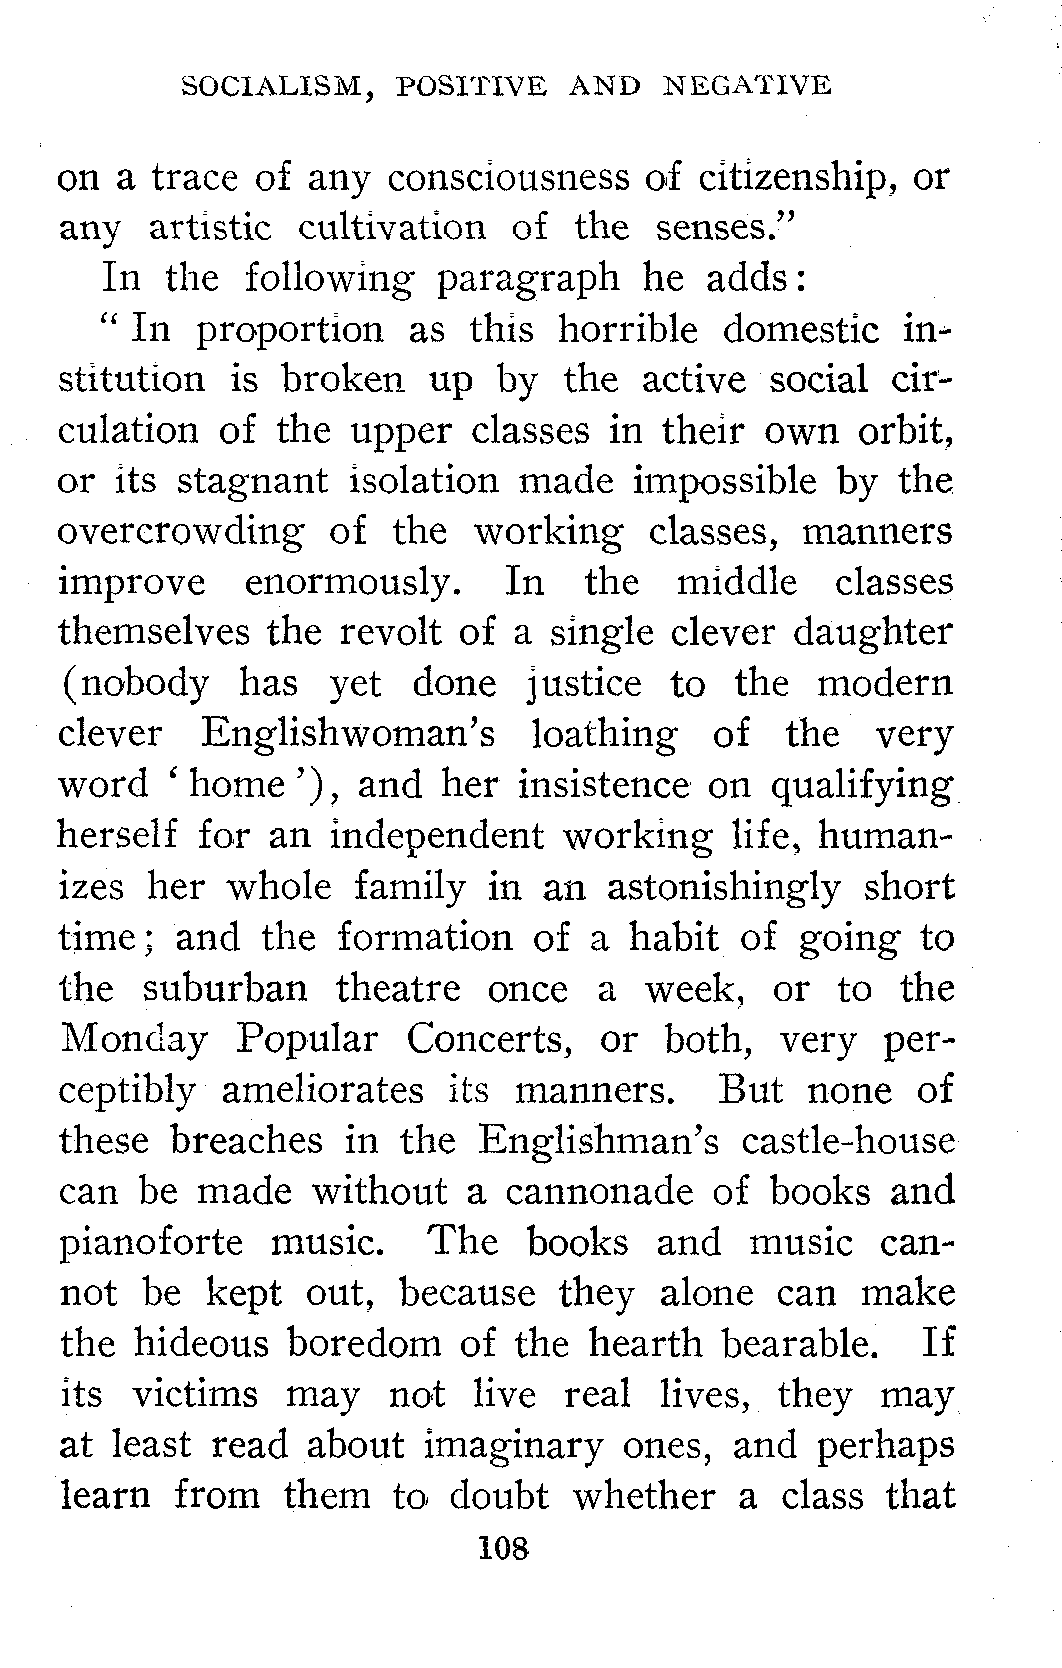 SOCIALISM, POSITIVE AND NEGATIVE
on a trace of any consciousness of citizenship, or
any artistic cultivation of the senses.”
In the following paragraph he adds:
“ In proportion as this horrible domestic in-
stitution is broken up by the active social cir-
culation of the upper classes in their own orbit,
or its stagnant isolation made impossible by the
overcrowding of the working classes, manners
improve enormously. In the middle classes
themselves the revolt of a single clever daughter
(nobody has yet done justice to the modern
clever Englishwoman’s loathing of the very
word ‘ home ’), and her insistence on qualifying
herself for an independent working life, human-
izes her whole family in an astonishingly short
time; and the formation of a habit of going to
the suburban theatre once a week, or to the
Monday Popular Concerts, or both, very per-
ceptibly ameliorates its manners. But none of
these breaches in the Englishman’s castle-house
can be made without a cannonade of books and
pianoforte music. The books and music can-
not be kept out, because they alone can make
the hideous boredom of the hearth bearable. If
its victims may not live real lives, they may
at least read about imaginary ones, and perhaps
learn from them to doubt whether a class that
108